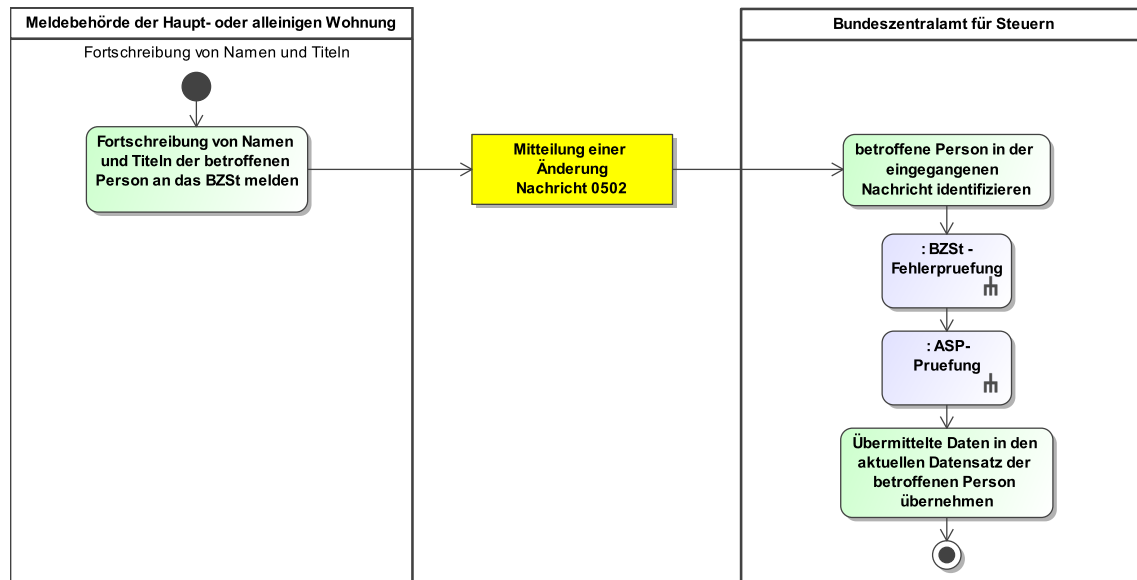 Meldebehörde der Haupt- oder alleinigen Wohnung
Fortschreibung von Namen und Titeln
Fortschreibung von Namen
und Titeln der betroffenen
Person an das BZSt melden
Mitteilung einer
Änderung
Nachricht 0502
Bundeszentralamt für Steuern
betroffene Person in der
eingegangenen
Nachricht identifizieren
: BZSt -
Fehlerpruefung
: ASP-
Pruefung
Übermittelte Daten in den
aktuellen Datensatz der
betroffenen Person
übernehmen